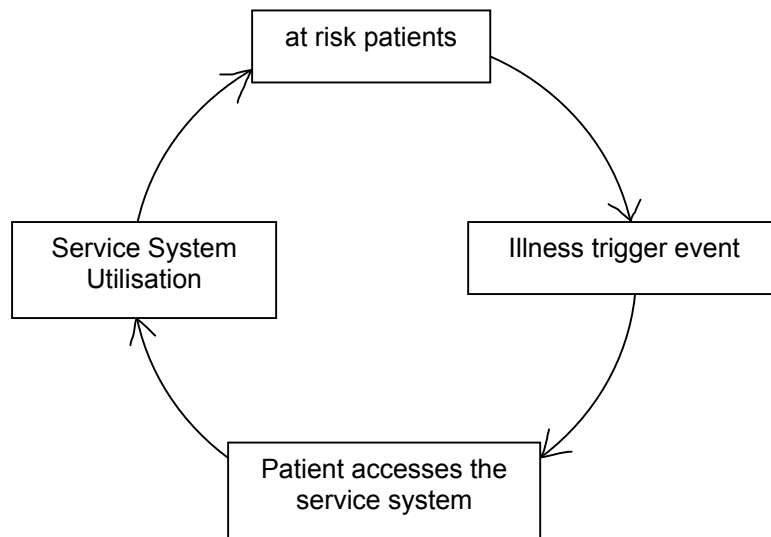 at risk patients
Service System
Utilisation
Illness trigger event
Patient accesses the
service system